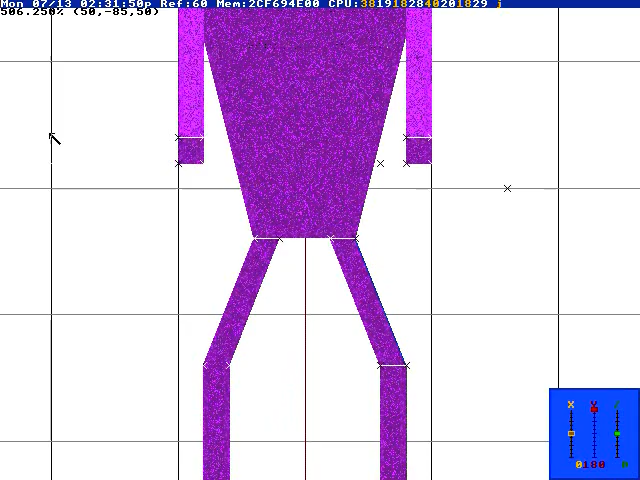 Mon 07/13 02:31:50p Ref:60 Mem:2CF694E00 CPU:3819182840201829 j
506.250% (50,-85,50)
X Y Z
0180 A